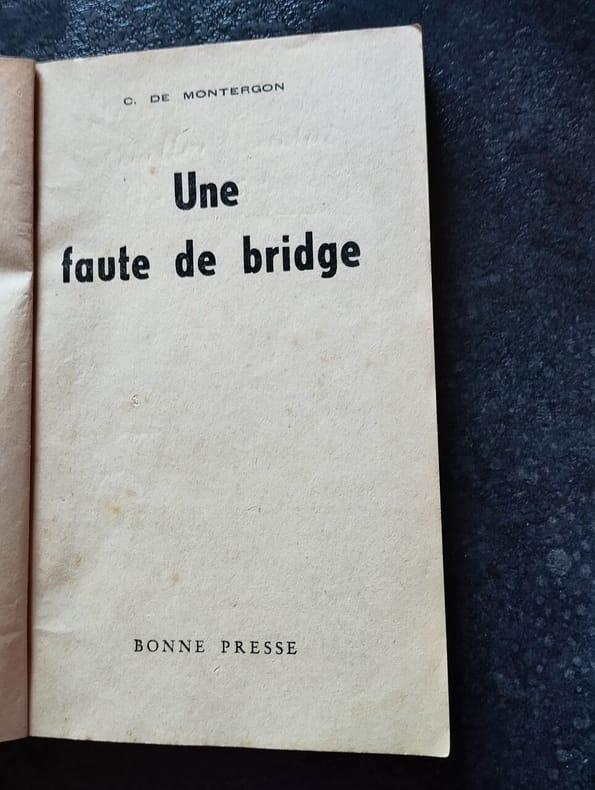 C. DE MONTERGON
Une
faute de bridge
BONNE PRESSE